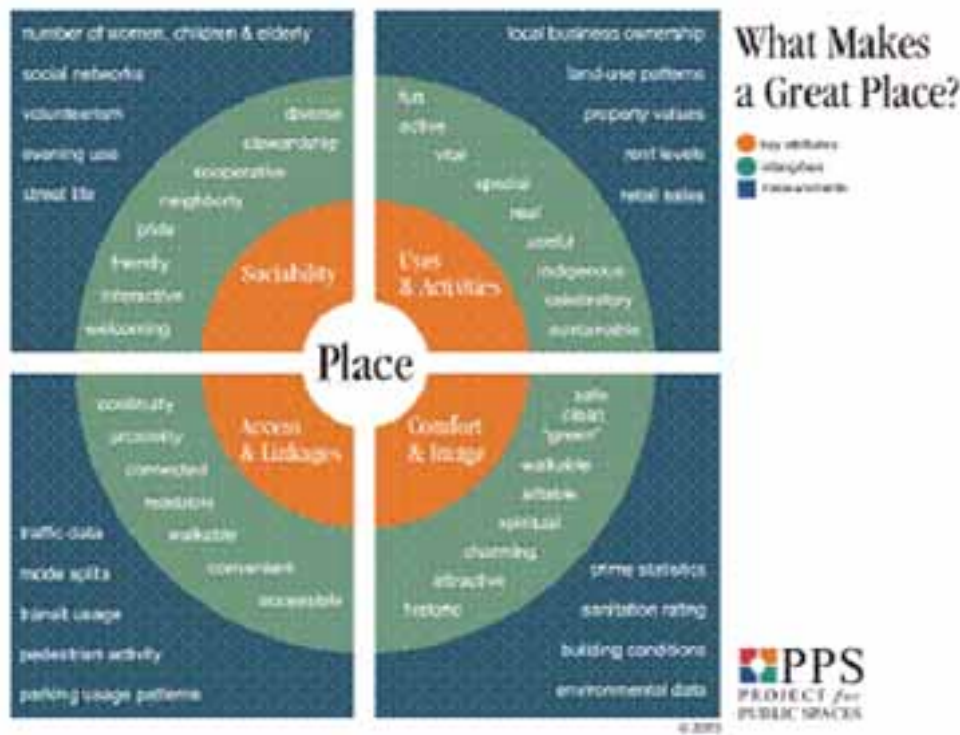 What Makes
a Great Place?
key attributes
intangibles
measurements
number of women, children & elderly
social networks
volunteerism
evening use
street life
diverse
stewardship
cooperative
neighborly
pride
friendly
interactive
welcoming
Sociability
local business ownership
land-use patterns
property values
rent levels
retail sales
fun
active
vital
special
real
useful
indigenous
celebratory
sustainable
Uses
& Activities
Place
Access
& Linkages
continuity
proximity
connected
readable
walkable
convenient
accessible
traffic data
mode splits
transit usage
pedestrian activity
parking usage patterns
Comfort
& Image
safe
clean
"green"
walkable
sittable
spiritual
charming
attractive
historic
crime statistics
sanitation rating
building conditions
environmental data
PPS
PROJECT for
PUBLIC SPACES